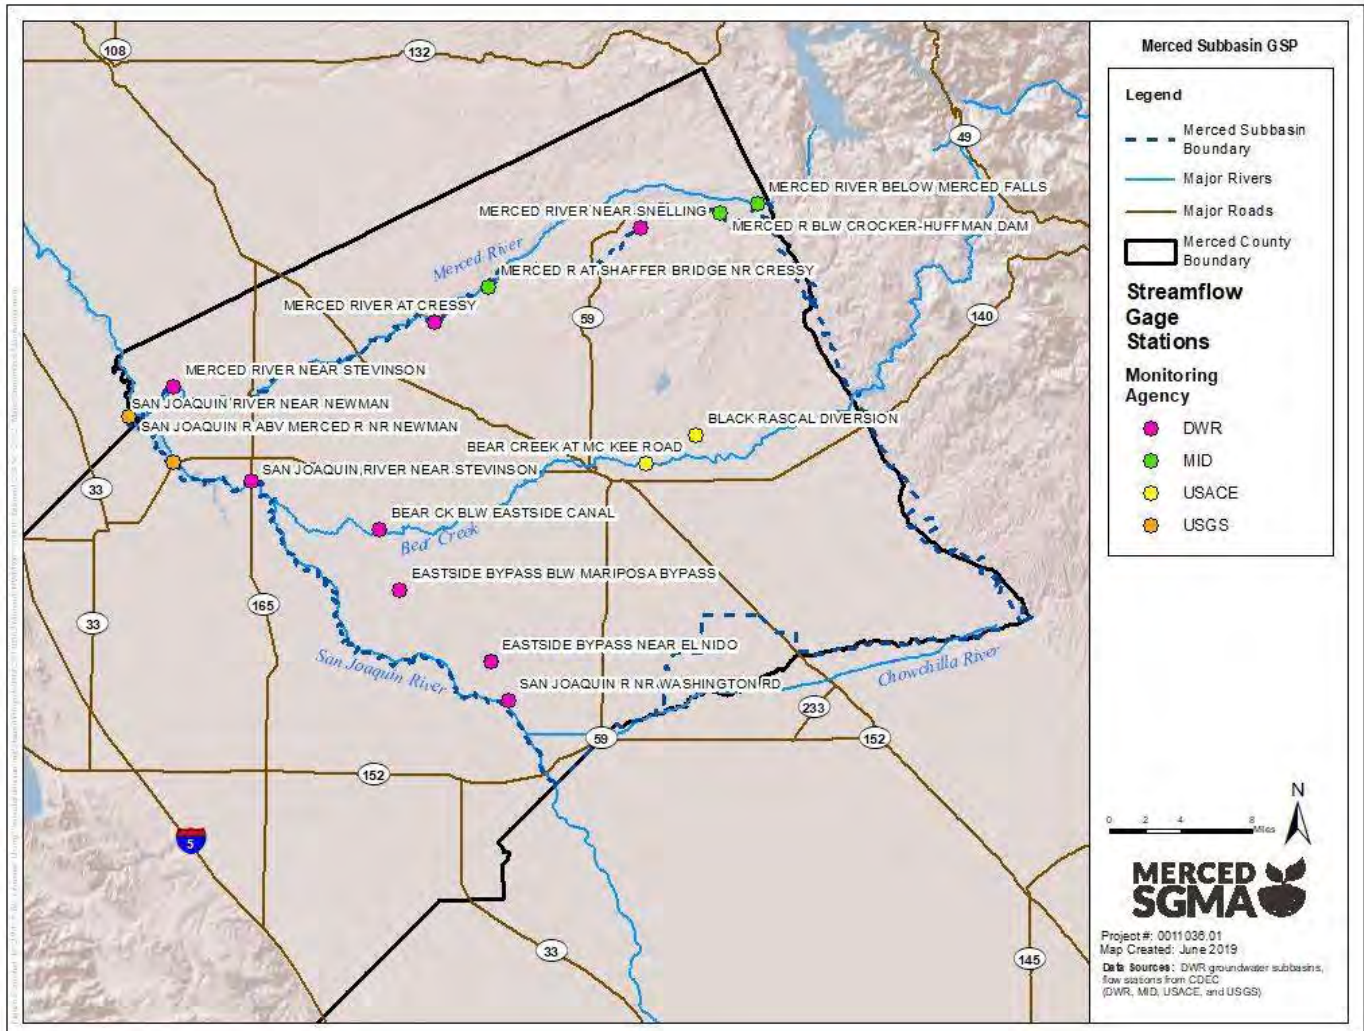 108
132
49
MERCED RIVER BELOW MERCED FALLS
MERCED RIVER NEAR SNELLING
MERCED R BLW CROCKER-HUFFMAN DAM
Merced River
MERCED R AT SHAFFER BRIDGE NR CRESSY
MERCED RIVER AT CRESSY
59
140
MERCED RIVER NEAR STEVINSON
SAN JOAQUIN RIVER NEAR NEWMAN
SAN JOAQUIN R ABV MERCED R NR NEWMAN
BLACK RASCAL DIVERSION
BEAR CREEK AT MC KEE ROAD
SAN JOAQUIN RIVER NEAR STEVINSON
33
BEAR CK BLW EASTSIDE CANAL
Bear Creek
EASTSIDE BYPASS BLW MARIPOSA BYPASS
165
33
EASTSIDE BYPASS NEAR EL NIDO
San Joaquin River
SAN JOAQUIN R NR WASHINGTON RD
Chowchilla River
233
59
152
152
5
33
145
Merced Subbasin GSP
Legend
Merced Subbasin
Boundary
Major Rivers
Major Roads
Merced County
Boundary
Streamflow
Gage
Stations
Monitoring
Agency
DWR
MID
USACE
USGS
N
0 2 4 8
Miles
MERCED
SGMA
Project #: 0011036.01
Map Created: June 2019
Data Sources: DWR groundwater subbasins,
flow stations from CDEC
(DWR, MID, USACE, and USGS)